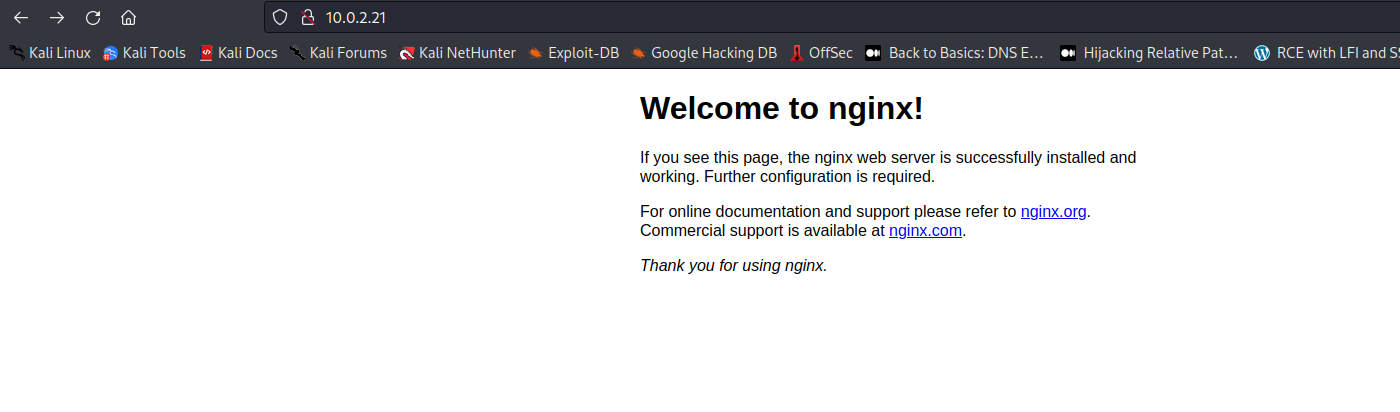 10.0.2.21
Kali Linux Kali Tools Kali Docs Kali Forums Kali NetHunter Exploit-DB Google Hacking DB OffSec Back to Basics: DNS E… Hijacking Relative Pat… RCE with LFI and
Welcome to nginx!
If you see this page, the nginx web server is successfully installed and
working. Further configuration is required.
For online documentation and support please refer to nginx.org.
Commercial support is available at nginx.com.
Thank you for using nginx.